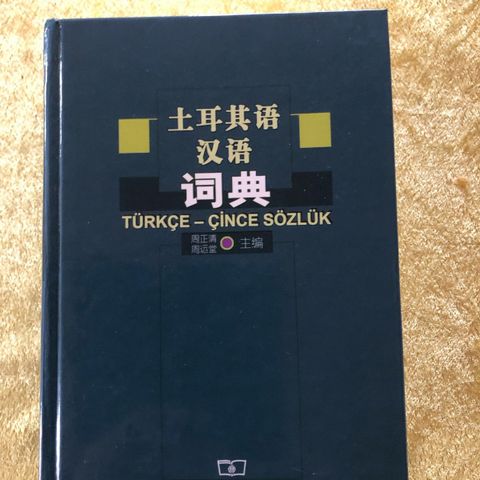 土耳其语
汉语
词典
TÜRKÇE – ÇİNCE SÖZLÜK
周正清
周运堂
主编